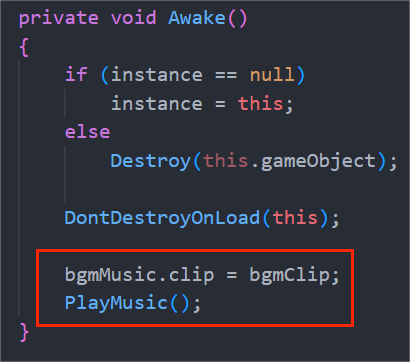 private void Awake()
{
if (instance == null)
instance = this;
else
Destroy(this.gameObject);
DontDestroyOnLoad(this);
bgmMusic.clip = bgmClip;
PlayMusic();
}